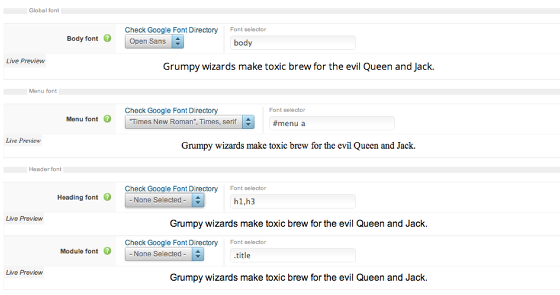 Global font
Check Google Font Directory Font selector
Body font Open Sans body
Live Preview
Grumpy wizards make toxic brew for the evil Queen and Jack.
Menu font
Check Google Font Directory Font selector
Menu font "Times New Roman", Times, serif #menu a
Live Preview
Grumpy wizards make toxic brew for the evil Queen and Jack.
Header font
Check Google Font Directory Font selector
Heading font - None Selected - h1,h3
Live Preview
Grumpy wizards make toxic brew for the evil Queen and Jack.
Check Google Font Directory Font selector
Module font - None Selected - .title
Live Preview
Grumpy wizards make toxic brew for the evil Queen and Jack.